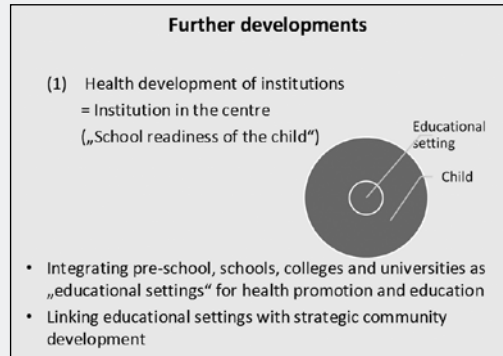 Further developments
(1) Health development of institutions
= Institution in the centre
(„School readiness of the child“)
Educational
setting
Child
• Integrating pre-school, schools, colleges and universities as
„educational settings“ for health promotion and education
• Linking educational settings with strategic community
development